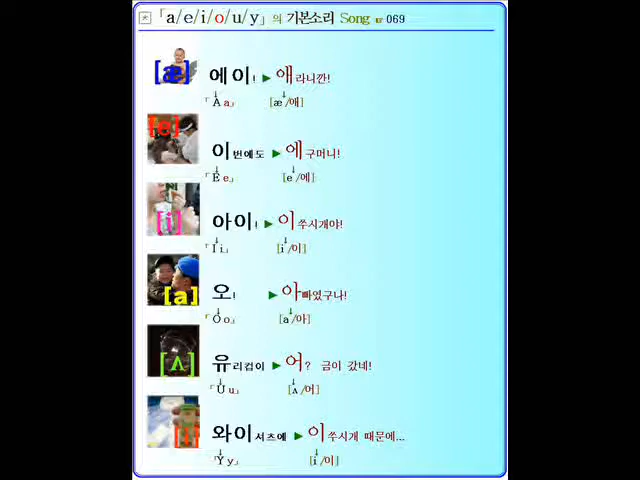 「a/e/i/o/u/y」의 기본소리 Song ☞ 069
[æ] 에이! ▶ 애라니깐!
「A a」 [æ/애]
[e] 이번에도 ▶ 에구머니!
「E e」 [e/에]
[i] 아이! ▶ 이쑤시개야!
「I i」 [i/이]
[a] 오! ▶ 아빠였구나!
「O o」 [a/아]
[ʌ] 유리컵이 ▶ 어? 금이 갔네!
「U u」 [ʌ/어]
[i] 와이셔츠에 ▶ 이쑤시개 때문에...
「Y y」 [i/이]